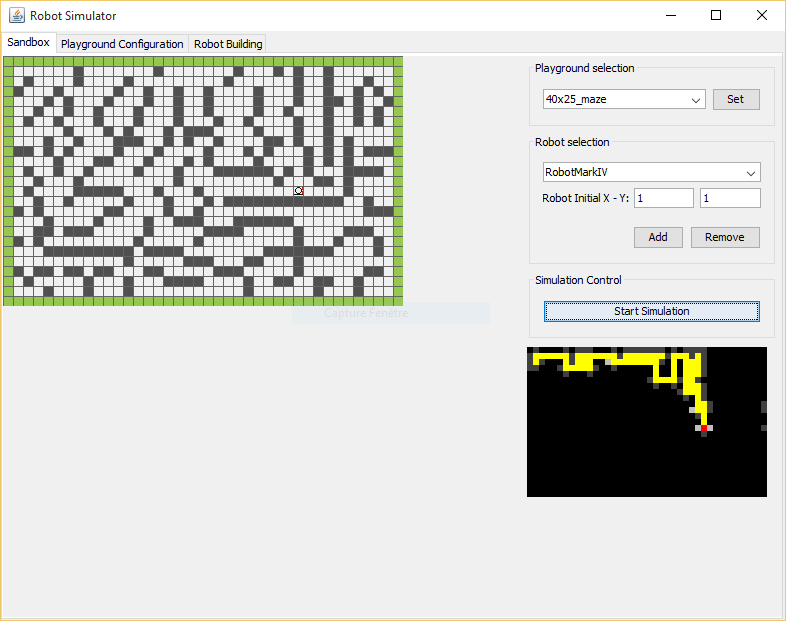 Robot Simulator
Sandbox Playground Configuration Robot Building
Playground selection
40x25_maze Set
Robot selection
RobotMarkIV
Robot Initial X - Y: 1 1
Add Remove
Simulation Control
Start Simulation
Capture Fenêtre